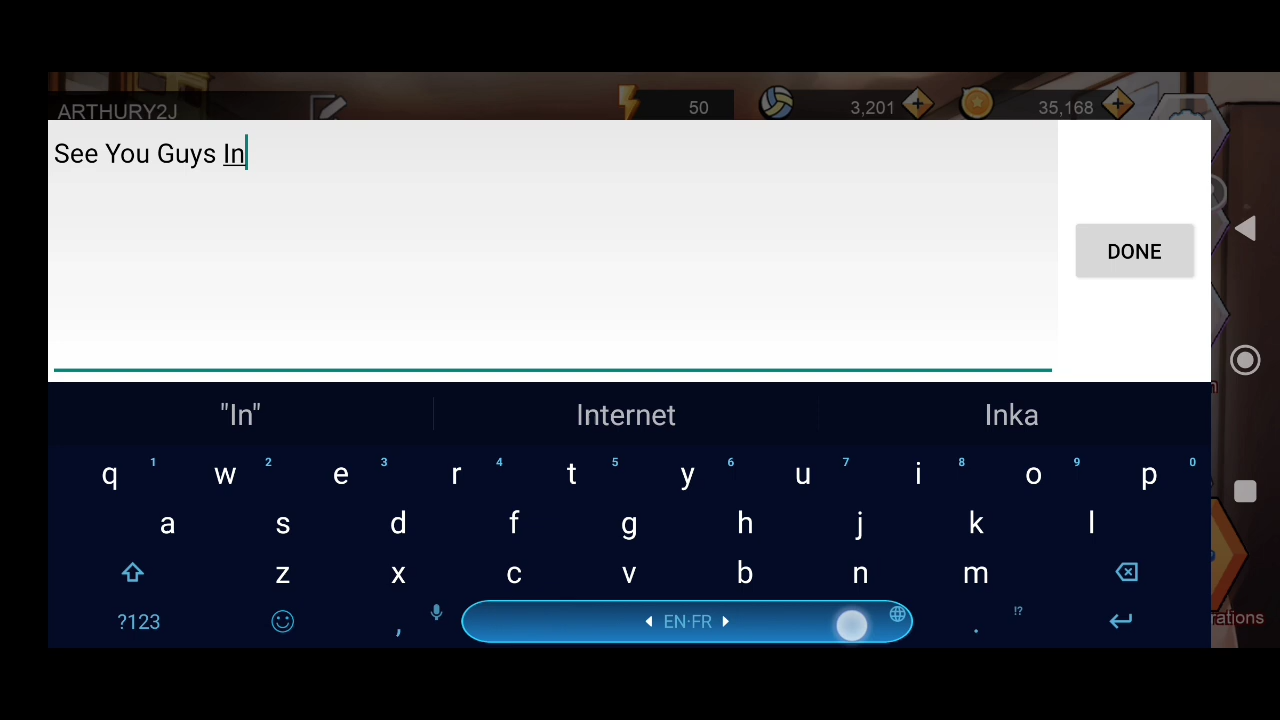 ARTHURY2J
50
3,201
35,168
See You Guys In
DONE
"In"
Internet
Inka
q 1 w 2 e 3 r 4 t 5 y 6 u 7 i 8 o 9 p 0
a s d f g h j k l
z x c v b n m
?123 , EN·FR . !?
rations